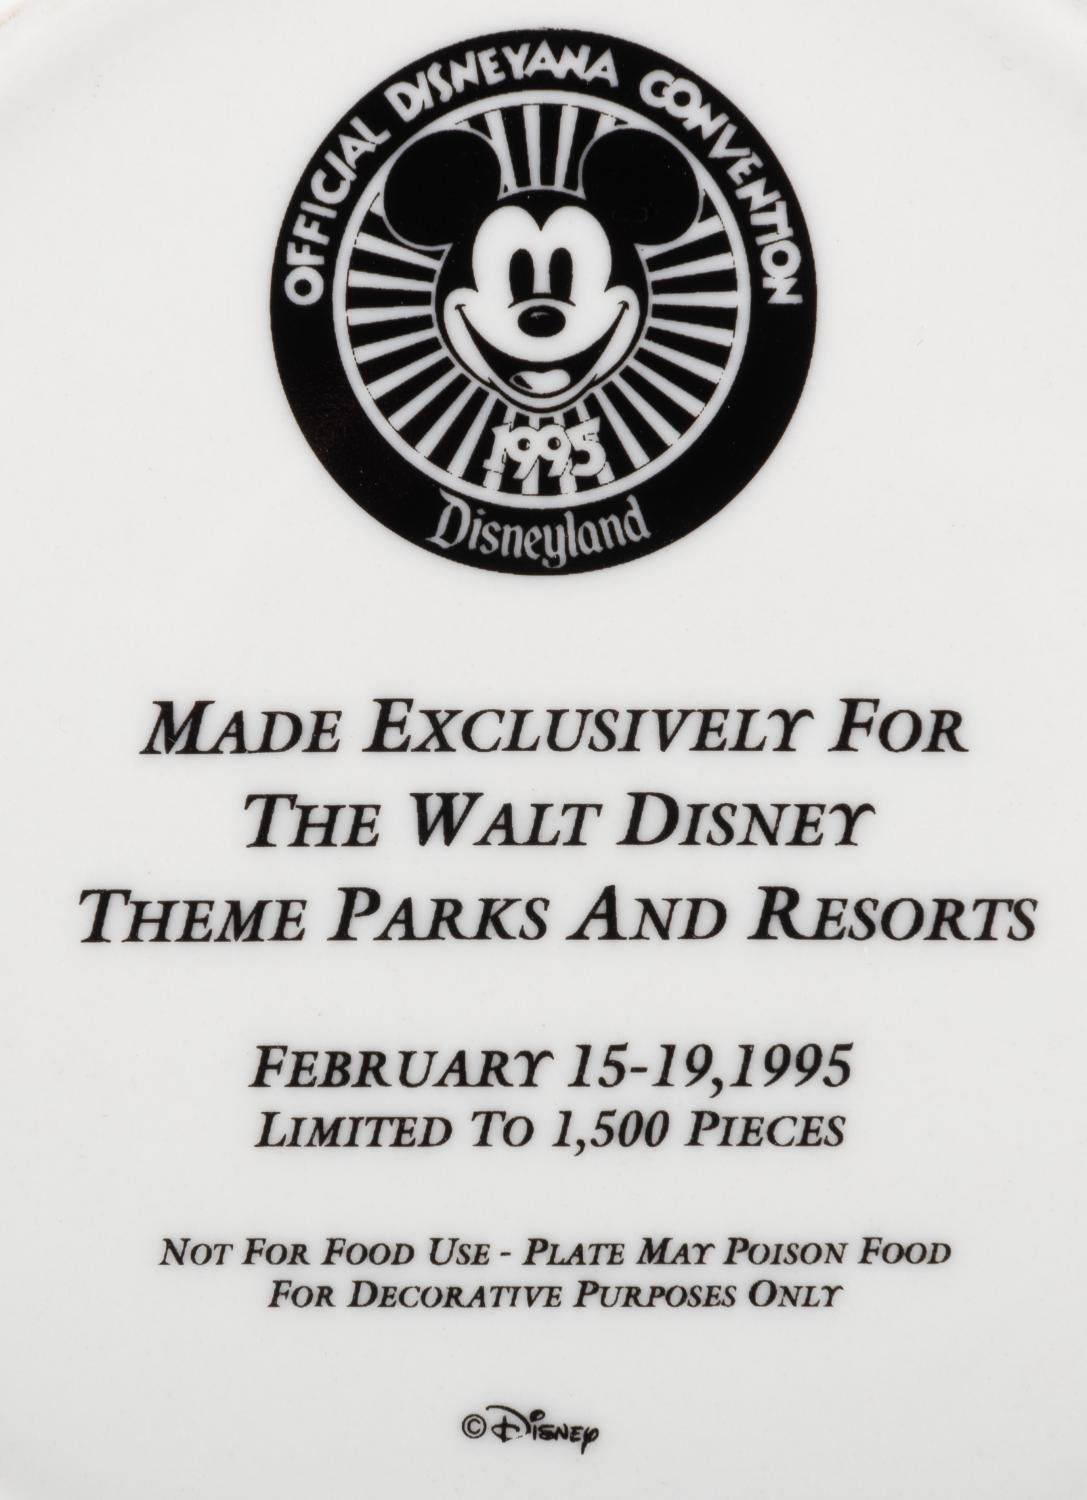 OFFICIAL DISNEYANA CONVENTION
1995
Disneyland
MADE EXCLUSIVELY FOR
THE WALT DISNEY
THEME PARKS AND RESORTS
FEBRUARY 15-19,1995
LIMITED TO 1,500 PIECES
NOT FOR FOOD USE - PLATE MAY POISON FOOD
FOR DECORATIVE PURPOSES ONLY
© Disney